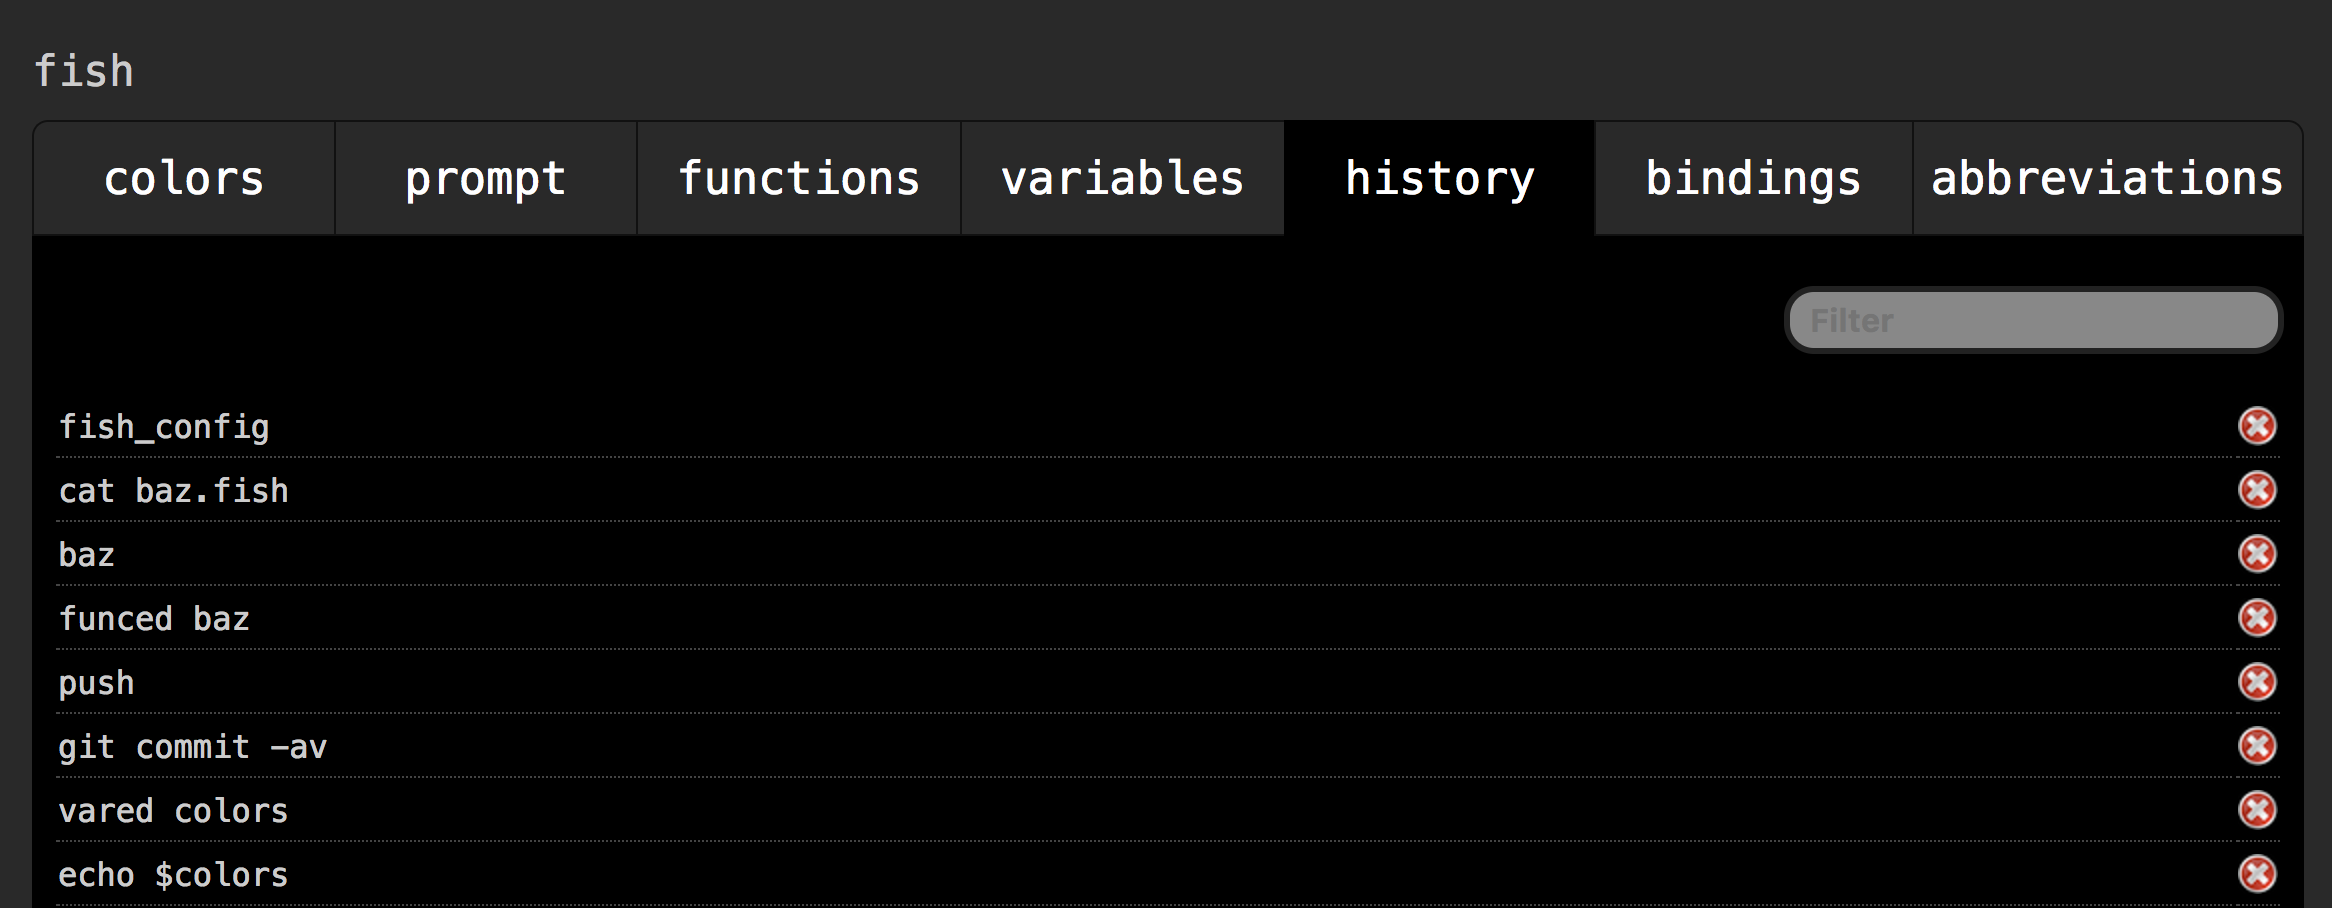 fish
colors prompt functions variables history bindings abbreviations
Filter
fish_config
cat baz.fish
baz
funced baz
push
git commit -av
vared colors
echo $colors